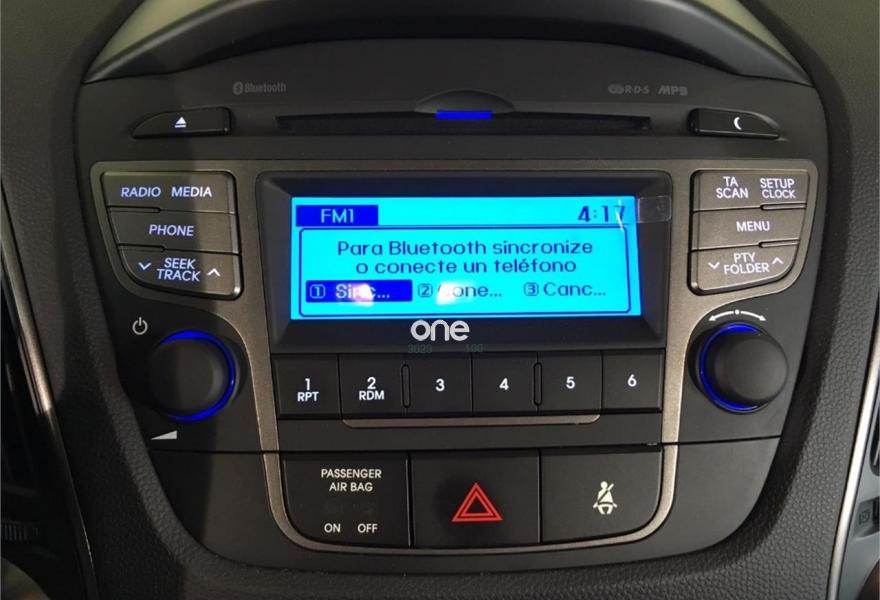 Bluetooth
R·D·S MP3
RADIO MEDIA
PHONE
SEEK
TRACK
TA
SCAN
SETUP
CLOCK
MENU
PTY
FOLDER
FM1 4:17
Para Bluetooth sincronize
o conecte un teléfono
1 Sinc... 2 Cone... 3 Canc...
one
3023 100
1
RPT
2
RDM
3
4
5
6
PASSENGER
AIR BAG
ON OFF